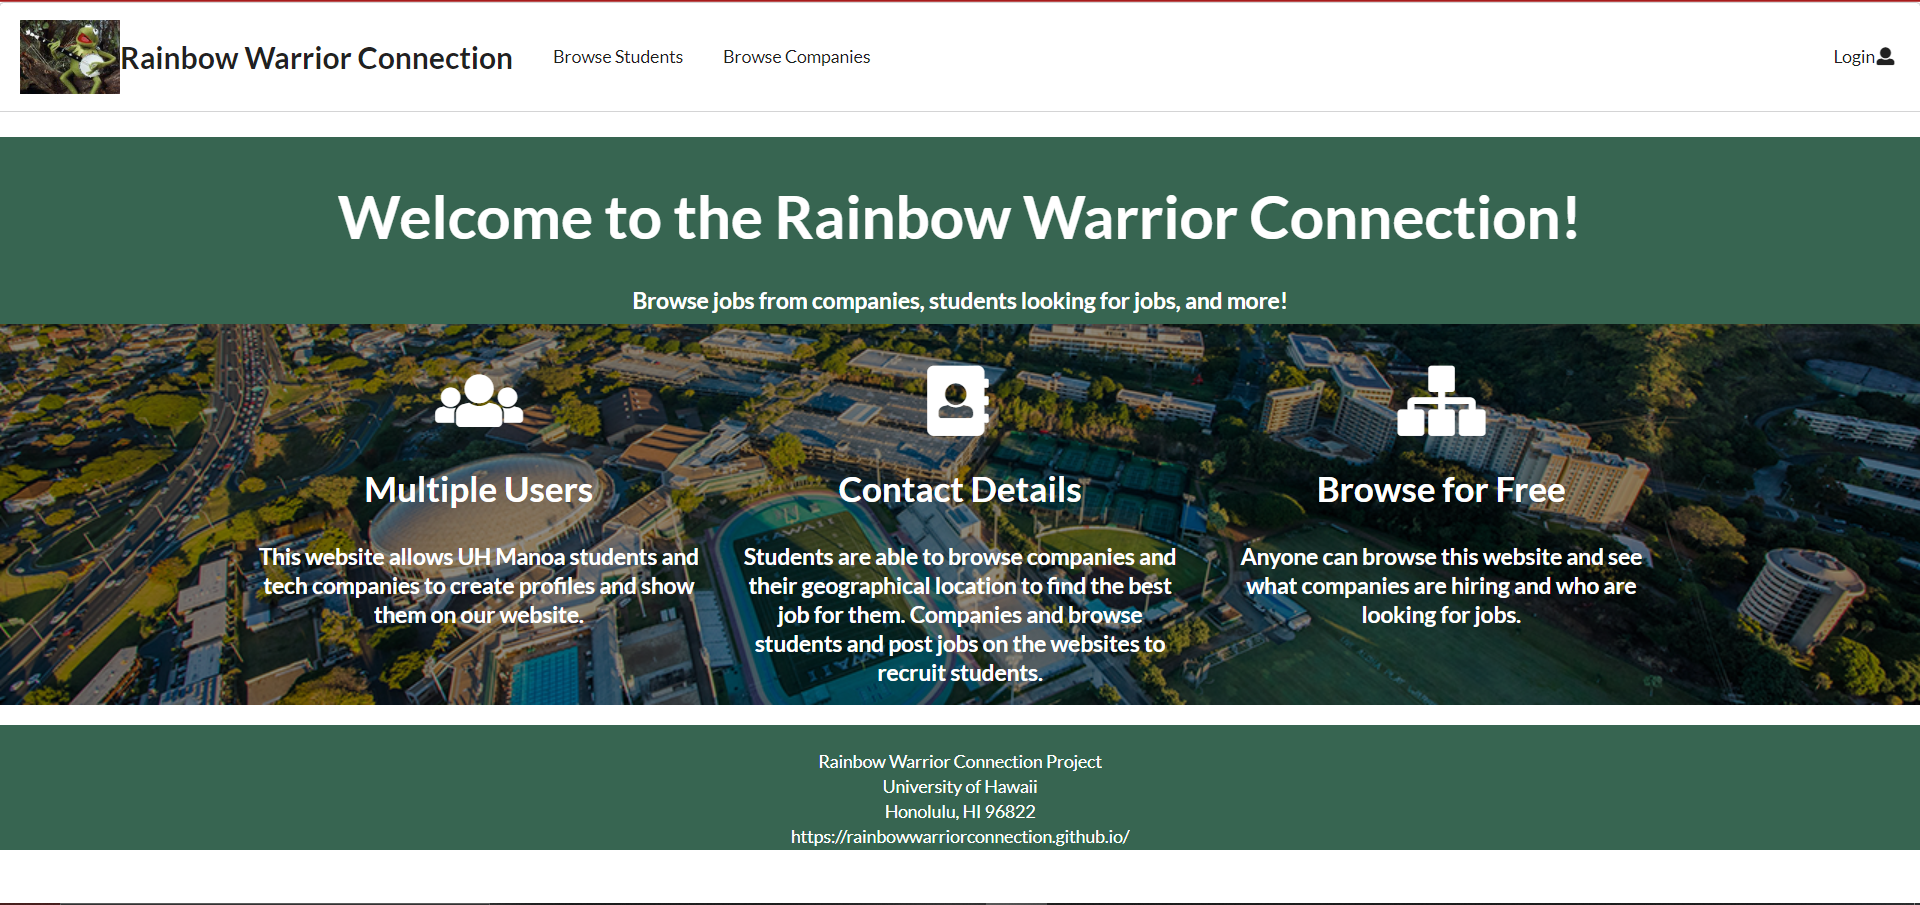 Rainbow Warrior Connection
Browse Students
Browse Companies
Login
Welcome to the Rainbow Warrior Connection!
Browse jobs from companies, students looking for jobs, and more!
Multiple Users
This website allows UH Manoa students and
tech companies to create profiles and show
them on our website.
Contact Details
Students are able to browse companies and
their geographical location to find the best
job for them. Companies and browse
students and post jobs on the websites to
recruit students.
Browse for Free
Anyone can browse this website and see
what companies are hiring and who are
looking for jobs.
Rainbow Warrior Connection Project
University of Hawaii
Honolulu, HI 96822
https://rainbowwarriorconnection.github.io/